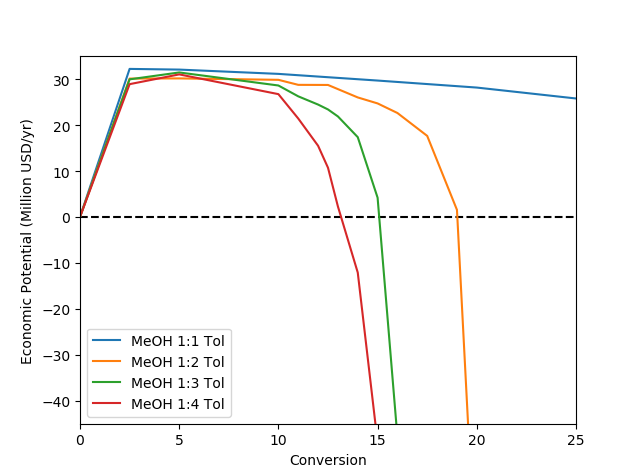 30
20
10
0
−10
−20
−30
−40
Economic Potential (Million USD/yr)
MeOH 1:1 Tol
MeOH 1:2 Tol
MeOH 1:3 Tol
MeOH 1:4 Tol
0 5 10 15 20 25
Conversion